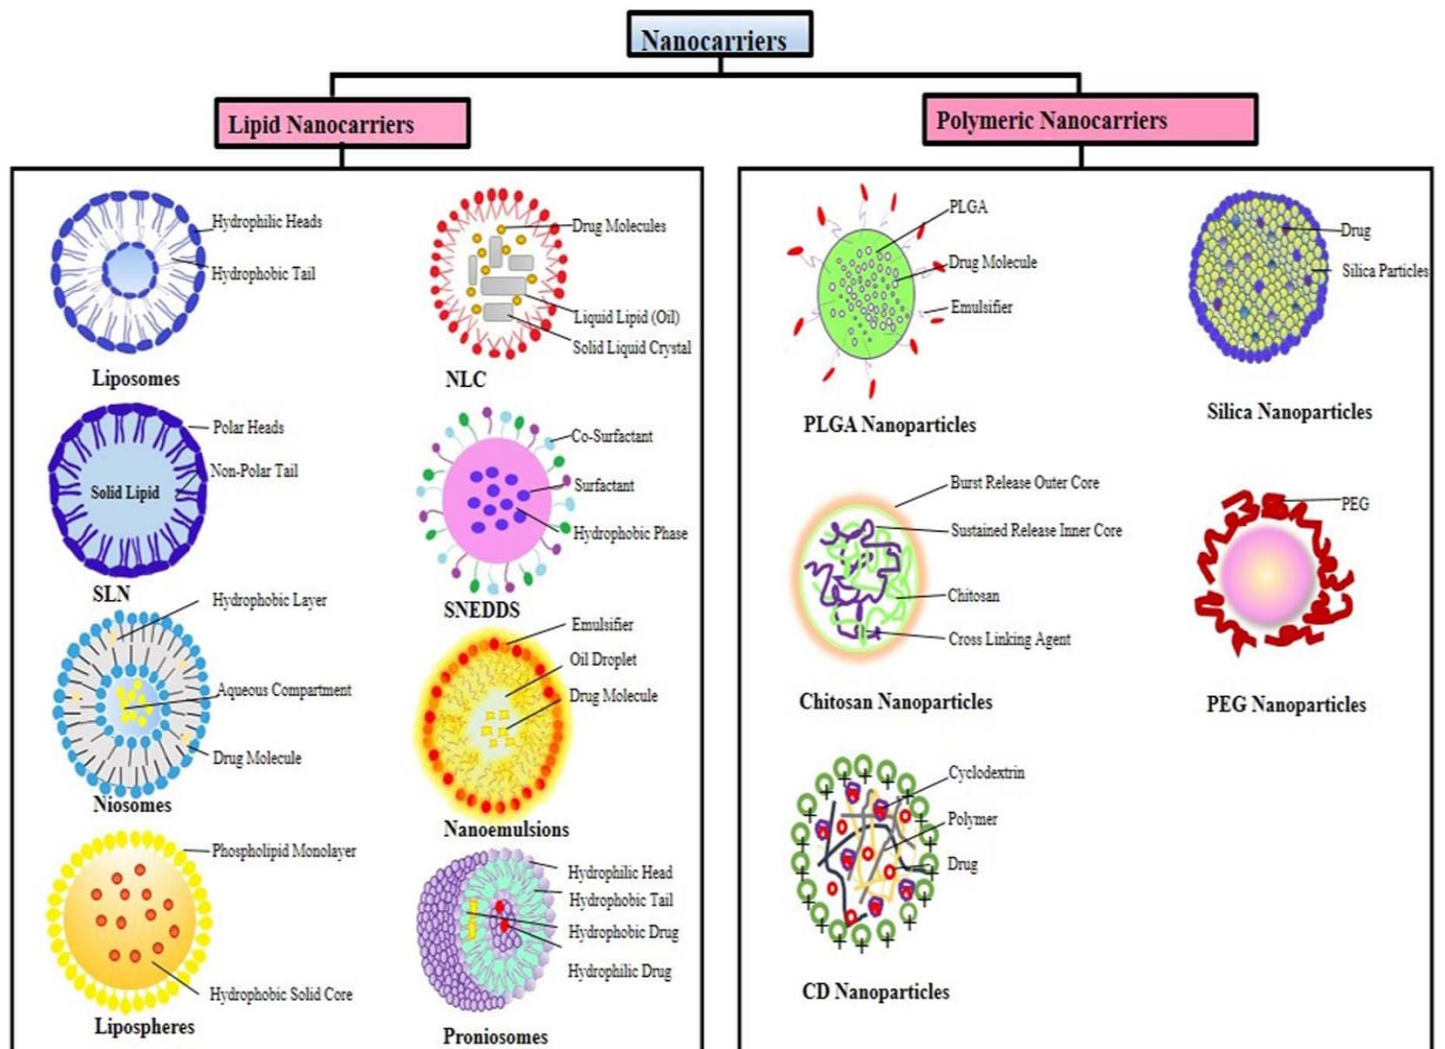 Nanocarriers
Lipid Nanocarriers
Polymeric Nanocarriers
Hydrophilic Heads
Hydrophobic Tail
Liposomes
Drug Molecules
Liquid Lipid (Oil)
Solid Liquid Crystal
NLC
Polar Heads
Non-Polar Tail
Solid Lipid
SLN
Co-Surfactant
Surfactant
Hydrophobic Phase
SNEDDS
Hydrophobic Layer
Aqueous Compartment
Drug Molecule
Niosomes
Emulsifier
Oil Droplet
Drug Molecule
Nanoemulsions
Phospholipid Monolayer
Hydrophobic Solid Core
Lipospheres
Hydrophilic Head
Hydrophobic Tail
Hydrophobic Drug
Hydrophilic Drug
Proniosomes
PLGA
Drug Molecule
Emulsifier
PLGA Nanoparticles
Drug
Silica Particles
Silica Nanoparticles
Burst Release Outer Core
Sustained Release Inner Core
Chitosan
Cross Linking Agent
Chitosan Nanoparticles
PEG
PEG Nanoparticles
Cyclodextrin
Polymer
Drug
CD Nanoparticles